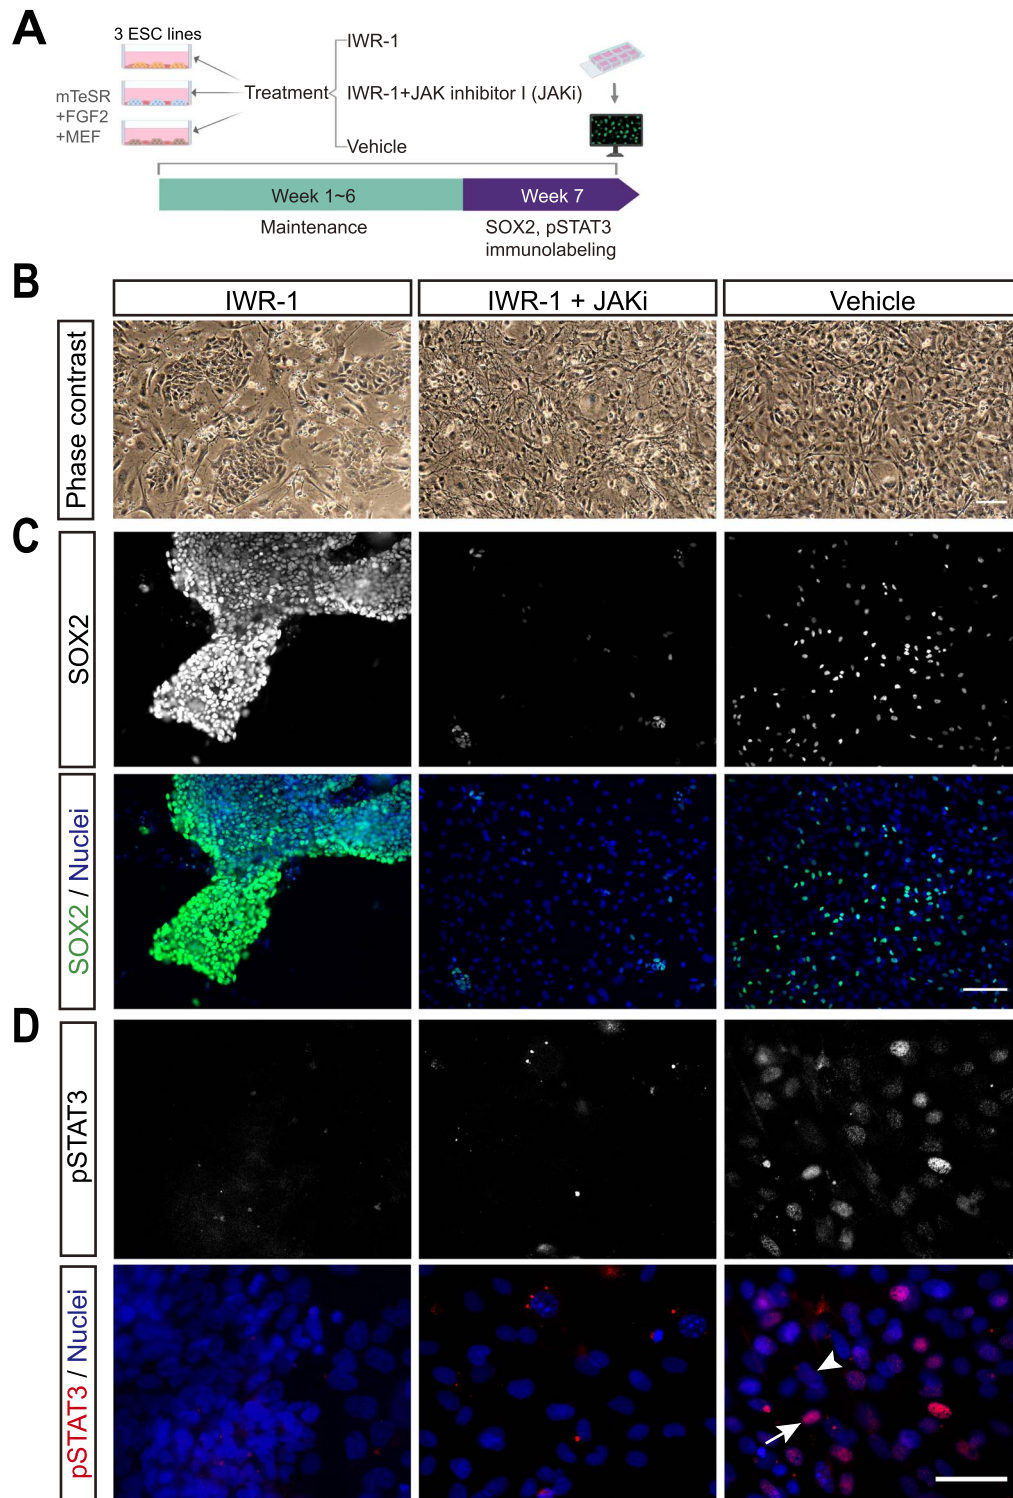 A
3 ESC lines
mTeSR
+FGF2
+MEF
Treatment
IWR-1
IWR-1+JAK inhibitor I (JAKi)
Vehicle
Week 1~6
Week 7
Maintenance
SOX2, pSTAT3
immunolabeling
B
IWR-1
IWR-1 + JAKi
Vehicle
Phase contrast
C
SOX2
SOX2 / Nuclei
D
pSTAT3
pSTAT3 / Nuclei